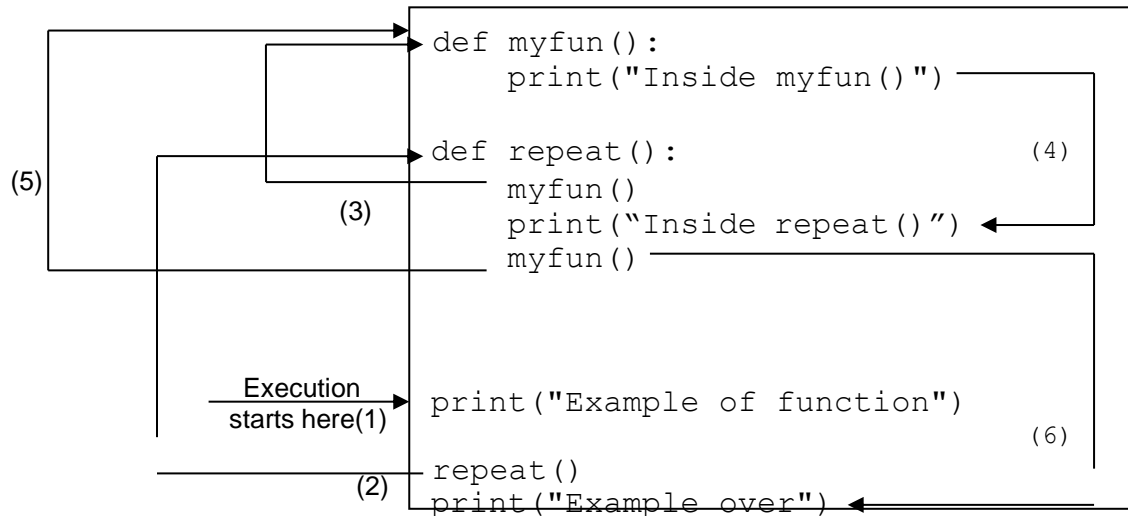 def myfun():
print("Inside myfun()")
def repeat():
(4)
(5)
myfun()
(3)
print(“Inside repeat()”)
myfun()
Execution
starts here(1)
print("Example of function")
(6)
repeat()
(2)
print("Example over")